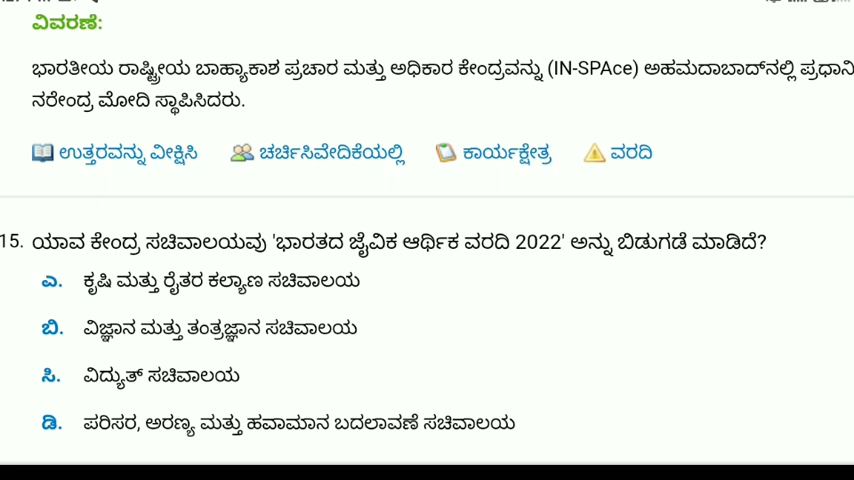 ವಿವರಣೆ:
ಭಾರತೀಯ ರಾಷ್ಟ್ರೀಯ ಬಾಹ್ಯಾಕಾಶ ಪ್ರಚಾರ ಮತ್ತು ಅಧಿಕಾರ ಕೇಂದ್ರವನ್ನು (IN-SPAce) ಅಹಮದಾಬಾದ್‌ನಲ್ಲಿ ಪ್ರಧಾನಿ
ನರೇಂದ್ರ ಮೋದಿ ಸ್ಥಾಪಿಸಿದರು.
ಉತ್ತರವನ್ನು ವೀಕ್ಷಿಸಿ ಚರ್ಚಿಸಿವೇದಿಕೆಯಲ್ಲಿ ಕಾರ್ಯಕ್ಷೇತ್ರ ವರದಿ
15. ಯಾವ ಕೇಂದ್ರ ಸಚಿವಾಲಯವು 'ಭಾರತದ ಜೈವಿಕ ಆರ್ಥಿಕ ವರದಿ 2022' ಅನ್ನು ಬಿಡುಗಡೆ ಮಾಡಿದೆ?
ಎ. ಕೃಷಿ ಮತ್ತು ರೈತರ ಕಲ್ಯಾಣ ಸಚಿವಾಲಯ
ಬಿ. ವಿಜ್ಞಾನ ಮತ್ತು ತಂತ್ರಜ್ಞಾನ ಸಚಿವಾಲಯ
ಸಿ. ವಿದ್ಯುತ್ ಸಚಿವಾಲಯ
ಡಿ. ಪರಿಸರ, ಅರಣ್ಯ ಮತ್ತು ಹವಾಮಾನ ಬದಲಾವಣೆ ಸಚಿವಾಲಯ